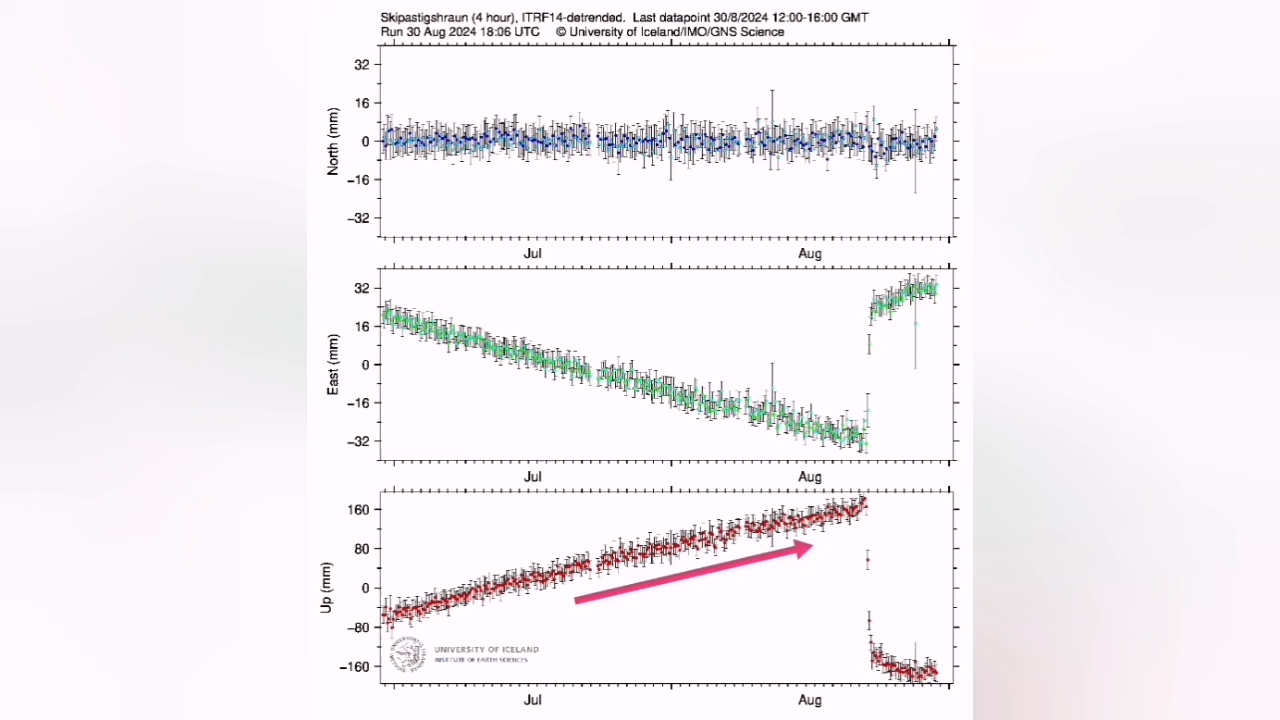 Skipastigshraun (4 hour), ITRF14-detrended. Last datapoint 30/8/2024 12:00-16:00 GMT
Run 30 Aug 2024 18:06 UTC © University of Iceland/IMO/GNS Science
32
16
0
−16
−32
North (mm)
Jul Aug
32
16
0
−16
−32
East (mm)
Jul Aug
160
80
0
−80
−160
Up (mm)
UNIVERSITY OF ICELAND
INSTITUTE OF EARTH SCIENCES
Jul Aug